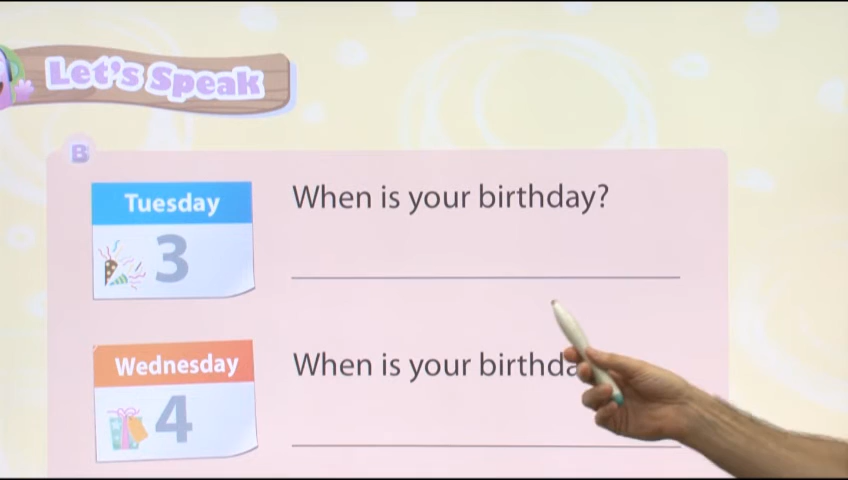 Let's Speak
B
Tuesday
3
When is your birthday?
Wednesday
4
When is your birthda